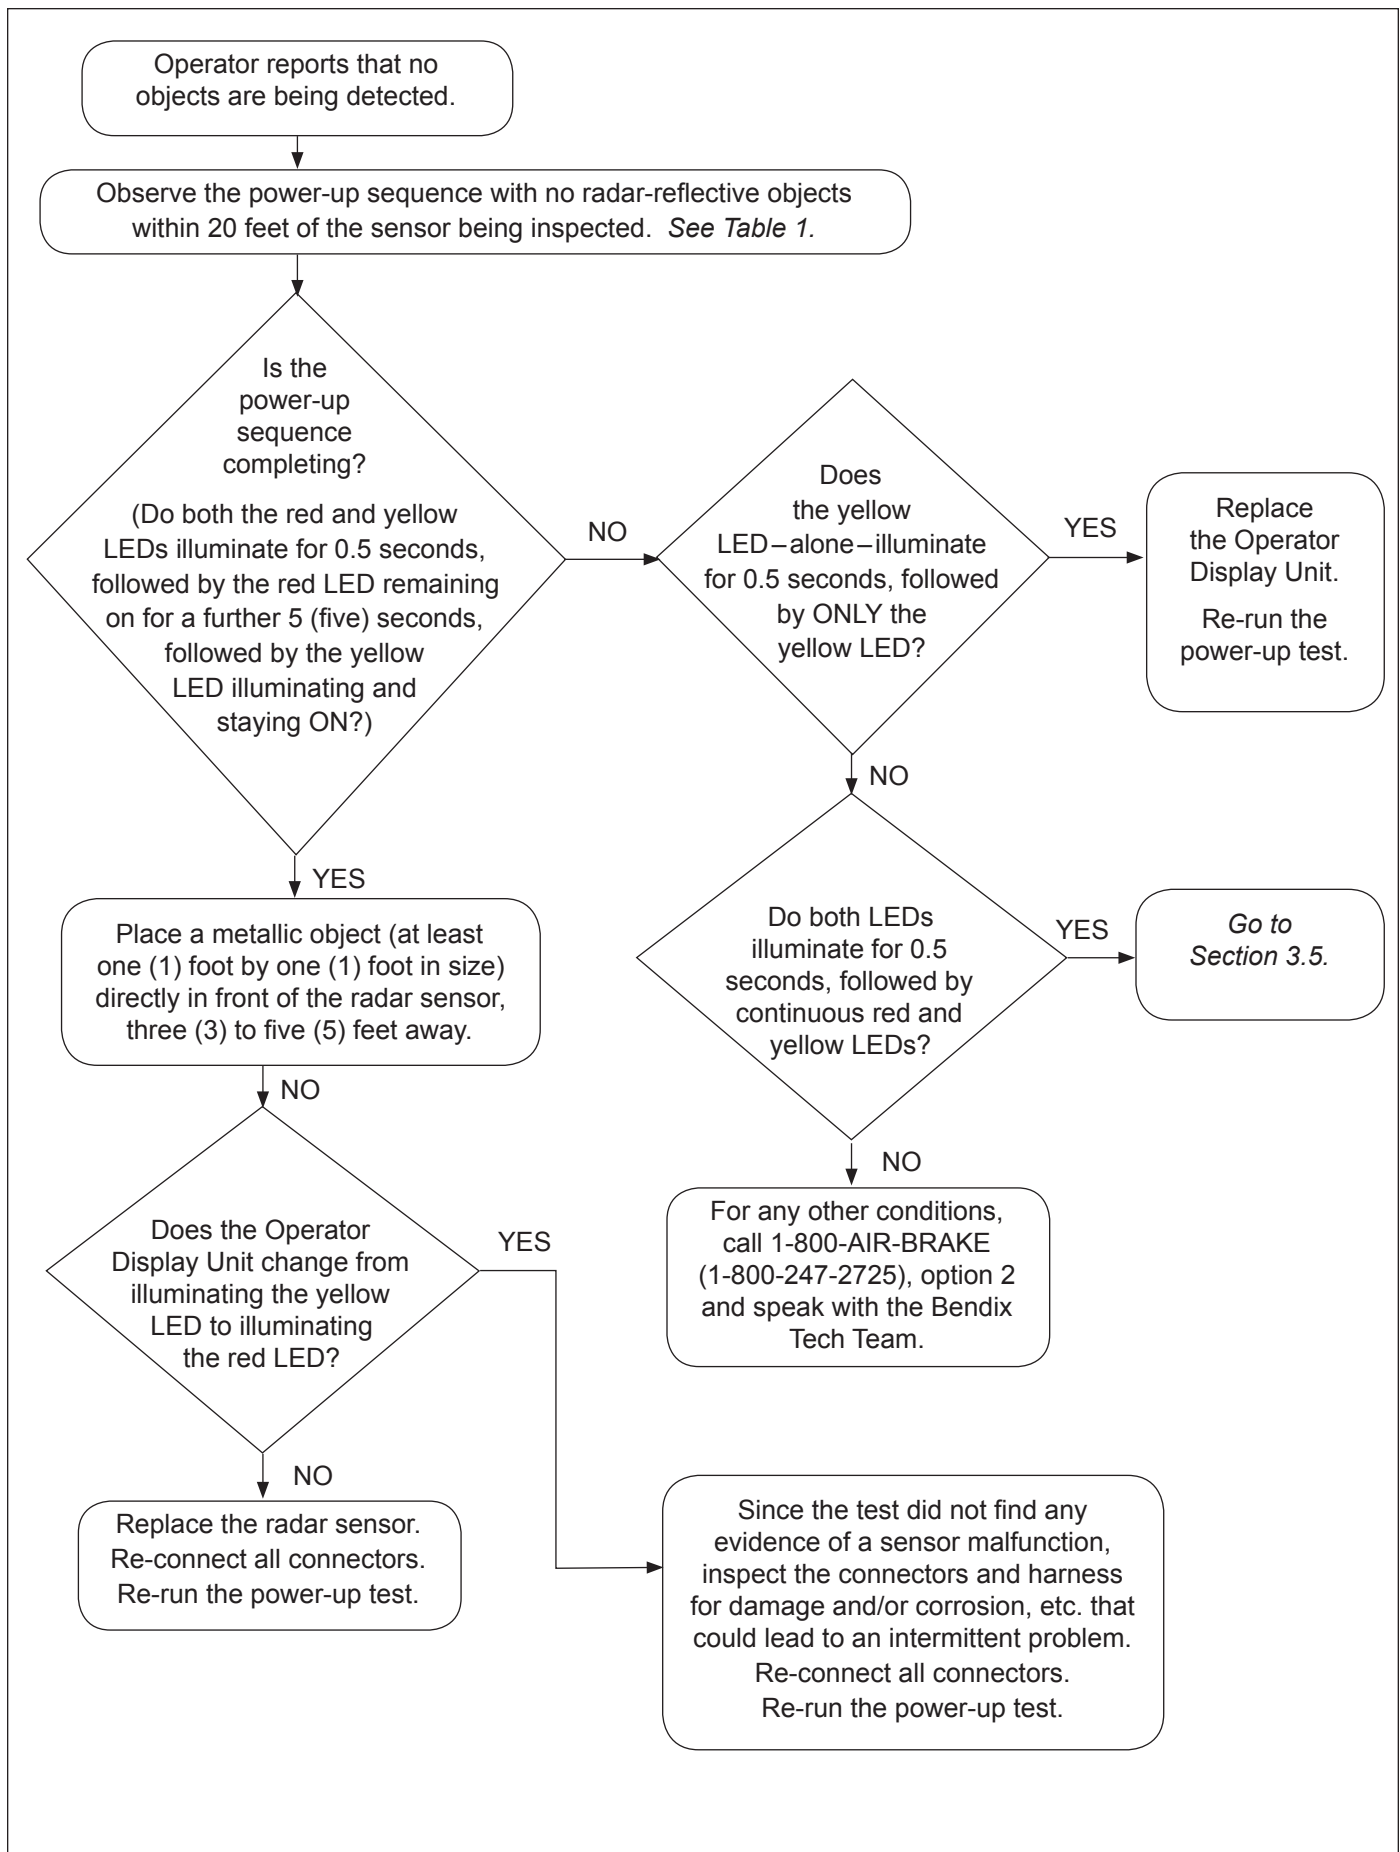 Operator reports that no
objects are being detected.
Observe the power-up sequence with no radar-reflective objects
within 20 feet of the sensor being inspected. See Table 1.
Is the
power-up
sequence
completing?
(Do both the red and yellow
LEDs illuminate for 0.5 seconds,
followed by the red LED remaining
on for a further 5 (five) seconds,
followed by the yellow
LED illuminating and
staying ON?)
NO
Does
the yellow
LED–alone–illuminate
for 0.5 seconds, followed
by ONLY the
yellow LED?
YES
Replace
the Operator
Display Unit.
Re-run the
power-up test.
NO
YES
Place a metallic object (at least
one (1) foot by one (1) foot in size)
directly in front of the radar sensor,
three (3) to five (5) feet away.
Do both LEDs
illuminate for 0.5
seconds, followed by
continuous red and
yellow LEDs?
YES
Go to
Section 3.5.
NO
NO
For any other conditions,
call 1-800-AIR-BRAKE
(1-800-247-2725), option 2
and speak with the Bendix
Tech Team.
Does the Operator
Display Unit change from
illuminating the yellow
LED to illuminating
the red LED?
YES
NO
Replace the radar sensor.
Re-connect all connectors.
Re-run the power-up test.
Since the test did not find any
evidence of a sensor malfunction,
inspect the connectors and harness
for damage and/or corrosion, etc. that
could lead to an intermittent problem.
Re-connect all connectors.
Re-run the power-up test.